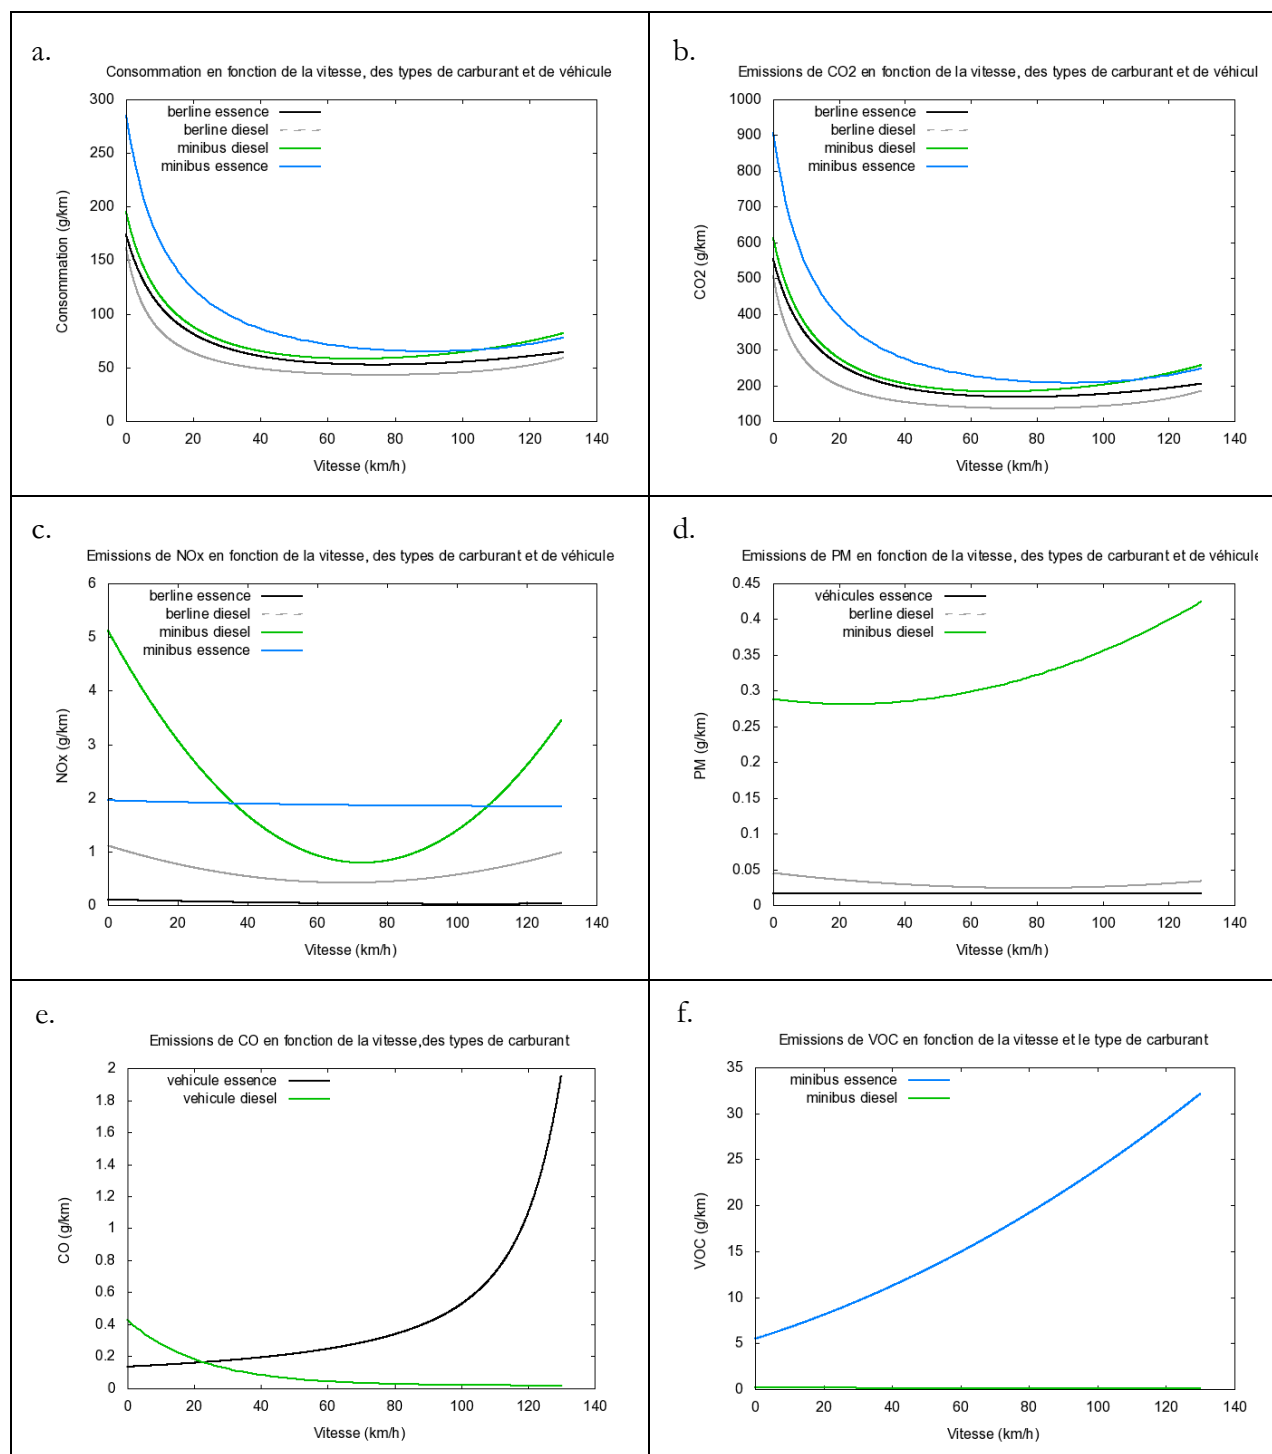 a.
Consommation en fonction de la vitesse, des types de carburant et de véhicule
300
250
200
150
100
50
0
Consommation (g/km)
berline essence
berline diesel
minibus diesel
minibus essence
0 20 40 60 80 100 120 140
Vitesse (km/h)
b.
Emissions de CO2 en fonction de la vitesse, des types de carburant et de véhicul
1000
900
800
700
600
500
400
300
200
100
CO2 (g/km)
berline essence
berline diesel
minibus diesel
minibus essence
0 20 40 60 80 100 120 140
Vitesse (km/h)
c.
Emissions de NOx en fonction de la vitesse, des types de carburant et de véhicule
6
5
4
3
2
1
0
NOx (g/km)
berline essence
berline diesel
minibus diesel
minibus essence
0 20 40 60 80 100 120 140
Vitesse (km/h)
d.
Emissions de PM en fonction de la vitesse, des types de carburant et de véhicule
0.45
0.4
0.35
0.3
0.25
0.2
0.15
0.1
0.05
0
PM (g/km)
véhicules essence
berline diesel
minibus diesel
0 20 40 60 80 100 120 140
Vitesse (km/h)
e.
Emissions de CO en fonction de la vitesse,des types de carburant
2
1.8
1.6
1.4
1.2
1
0.8
0.6
0.4
0.2
0
CO (g/km)
vehicule essence
vehicule diesel
0 20 40 60 80 100 120 140
Vitesse (km/h)
f.
Emissions de VOC en fonction de la vitesse et le type de carburant
35
30
25
20
15
10
5
0
VOC (g/km)
minibus essence
minibus diesel
0 20 40 60 80 100 120 140
Vitesse (km/h)